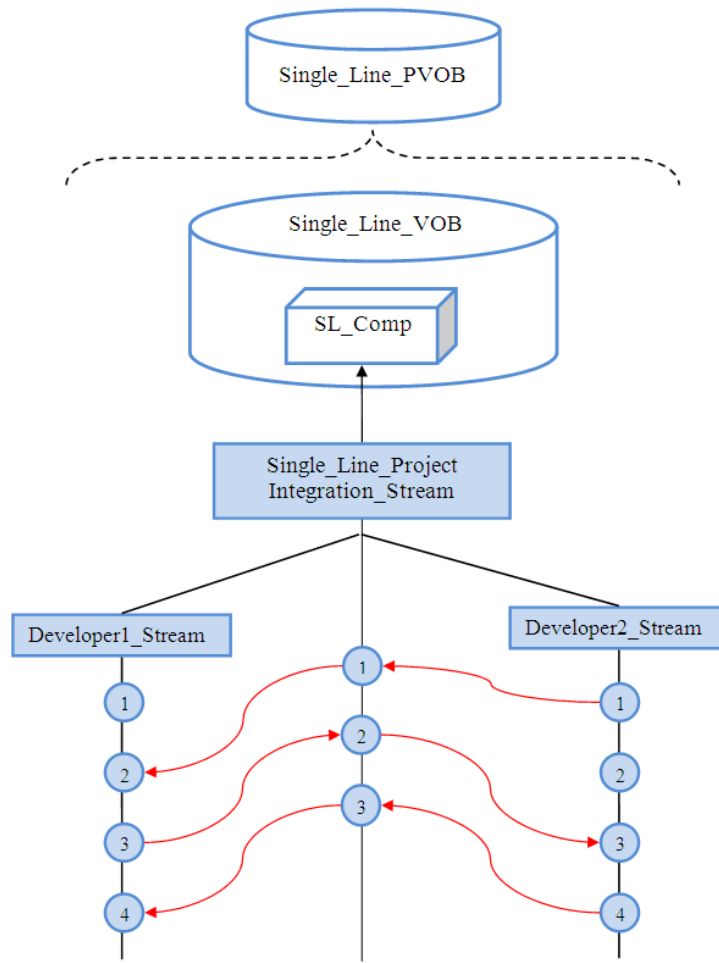 Single_Line_PVOB
Single_Line_VOB
SL_Comp
Single_Line_Project
Integration_Stream
Developer1_Stream
Developer2_Stream
1
1
1
2
2
2
3
3
3
4
4